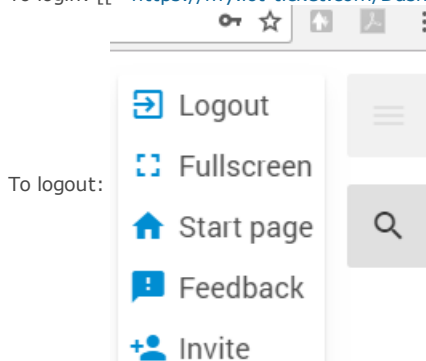 To logout:
Logout
Fullscreen
Start page
Feedback
Invite